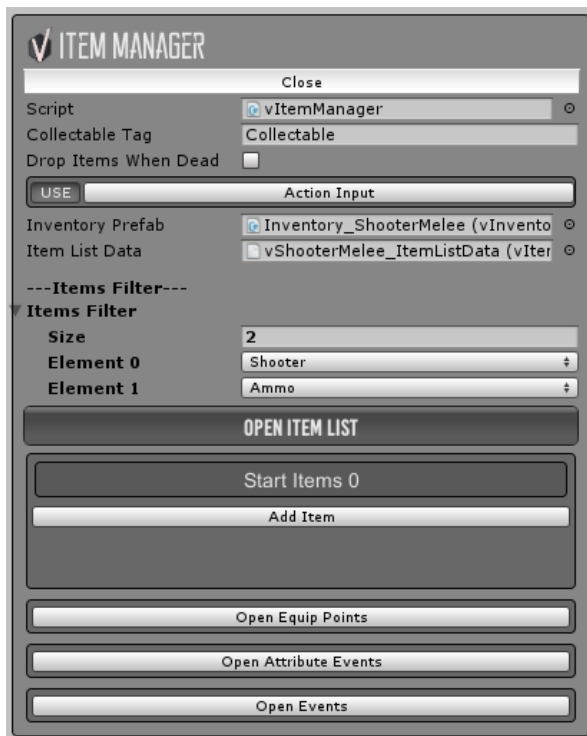 ITEM MANAGER
Close
Script vItemManager
Collectable Tag Collectable
Drop Items When Dead
USE Action Input
Inventory Prefab Inventory_ShooterMelee (vInvento
Item List Data vShooterMelee_ItemListData (vIter
---Items Filter---
Items Filter
Size 2
Element 0 Shooter
Element 1 Ammo
OPEN ITEM LIST
Start Items 0
Add Item
Open Equip Points
Open Attribute Events
Open Events